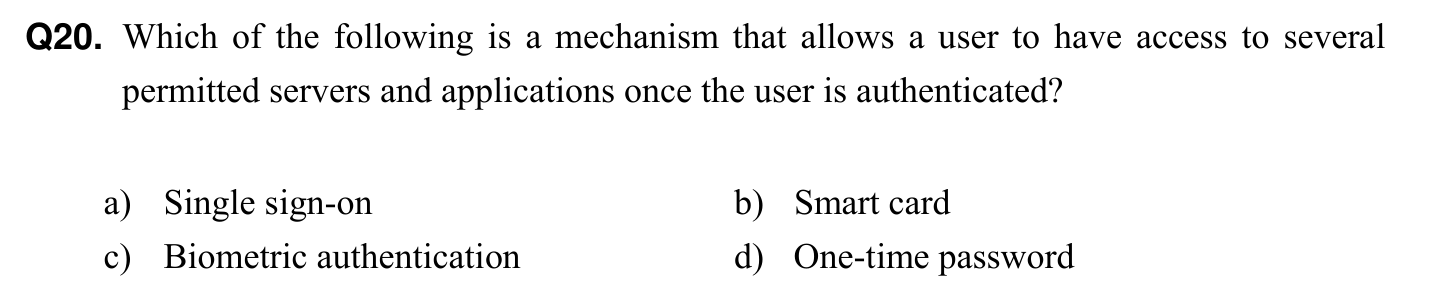 Q20. Which of the following is a mechanism that allows a user to have access to several
permitted servers and applications once the user is authenticated?
a) Single sign-on b) Smart card
c) Biometric authentication d) One-time password